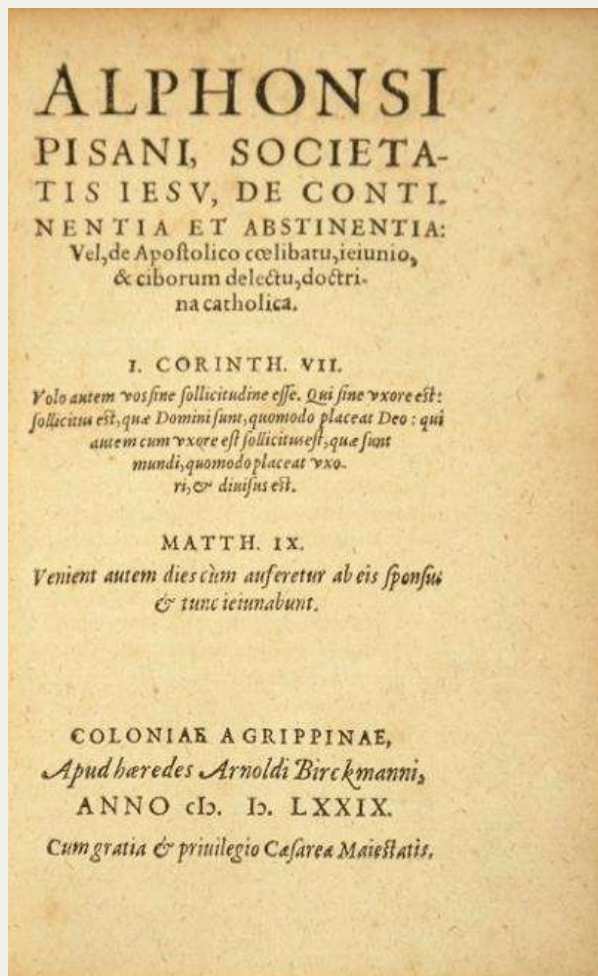 ALPHONSI
PISANI, SOCIETA-
TIS IESV, DE CONTI-
NENTIA ET ABSTINENTIA:
Vel, de Apostolico cœlibatu, ieiunio,
& ciborum delectu, doctri-
na catholica.
I. CORINTH. VII.
Volo autem vos sine sollicitudine esse. Qui sine vxore est:
sollicitus est, quæ Domini sunt, quomodo placeat Deo : qui
autem cum vxore est sollicitus est, quæ sunt
mundi, quomodo placeat vxo-
ri, & diuisus est.
MATTH. IX.
Venient autem dies cùm auferetur ab eis sponsus
& tunc ieiunabunt.
COLONIAE AGRIPPINAE,
Apud hæredes Arnoldi Birckmanni,
ANNO cIↄ. Iↄ. LXXIX.
Cum gratia & priuilegio Cæsareæ Maiestatis.